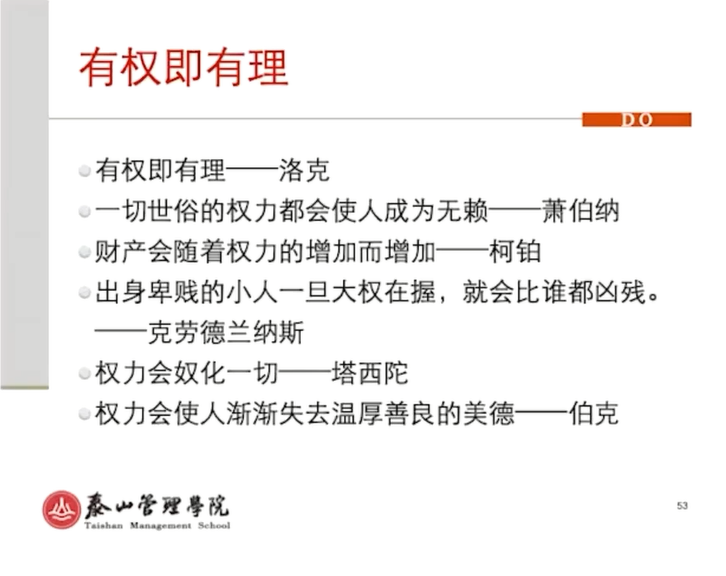 有权即有理
DO
有权即有理——洛克
一切世俗的权力都会使人成为无赖——萧伯纳
财产会随着权力的增加而增加——柯铂
出身卑贱的小人一旦大权在握，就会比谁都凶残。
——克劳德兰纳斯
权力会奴化一切——塔西陀
权力会使人渐渐失去温厚善良的美德——伯克
泰山管理學院
Taishan Management School
53